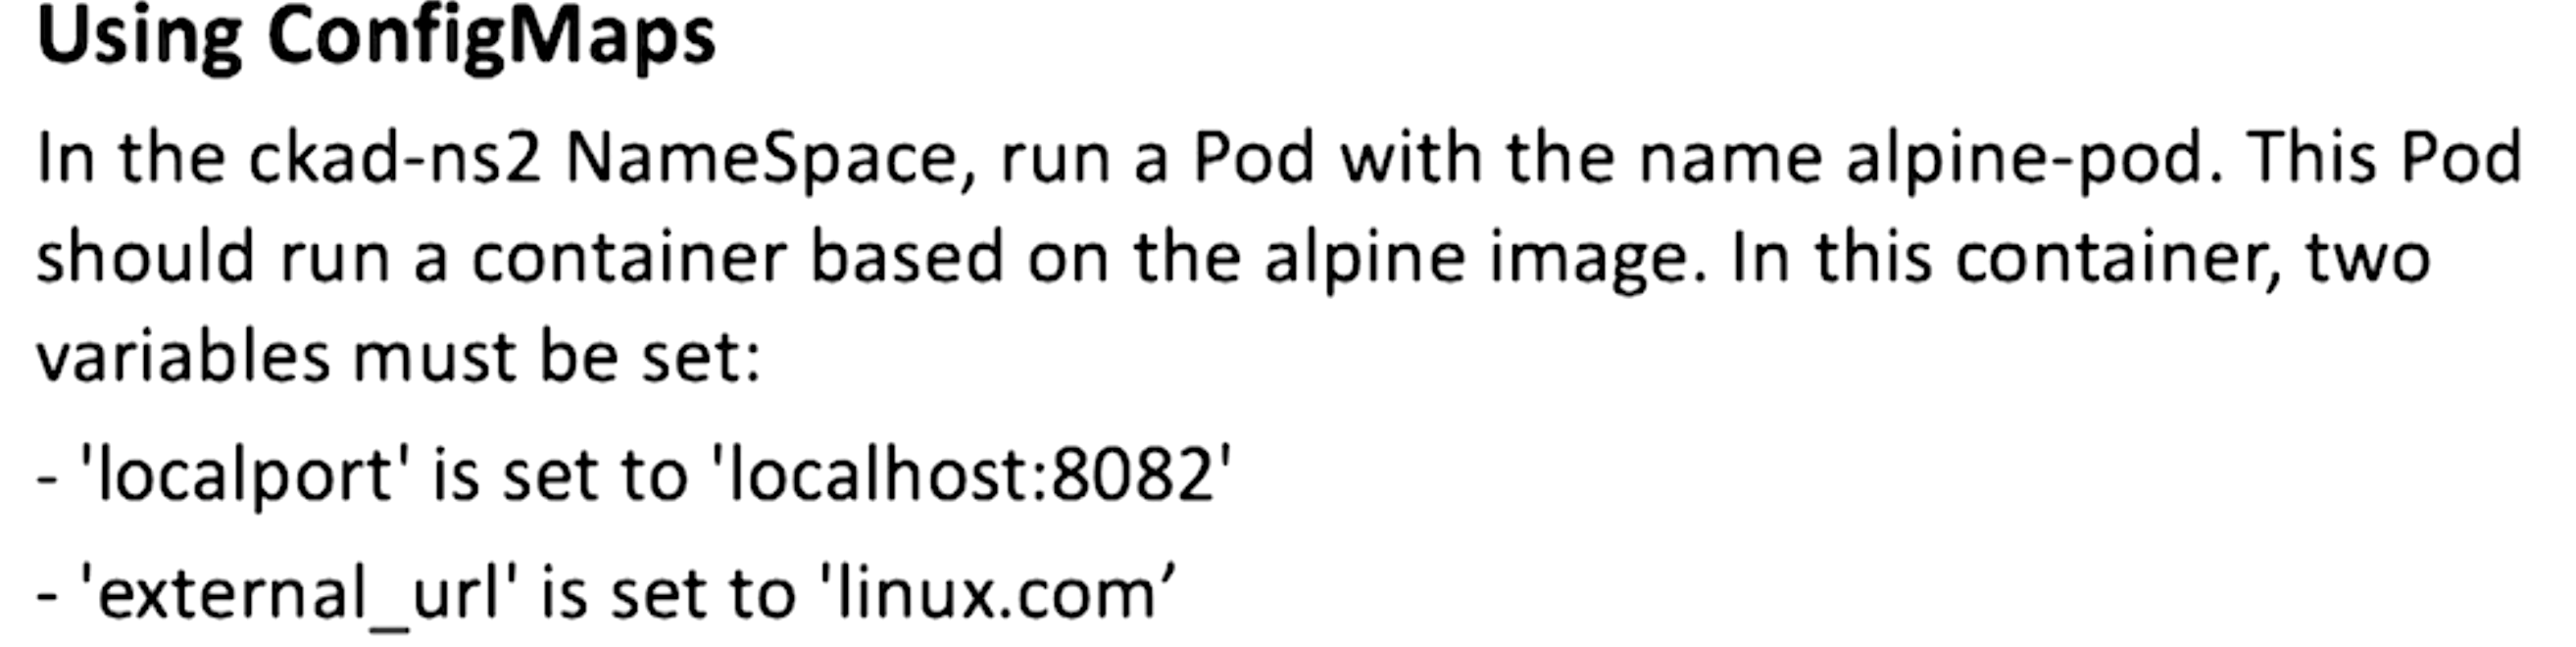 Using ConfigMaps
In the ckad-ns2 NameSpace, run a Pod with the name alpine-pod. This Pod
should run a container based on the alpine image. In this container, two
variables must be set:
- 'localport' is set to 'localhost:8082'
- 'external_url' is set to 'linux.com’